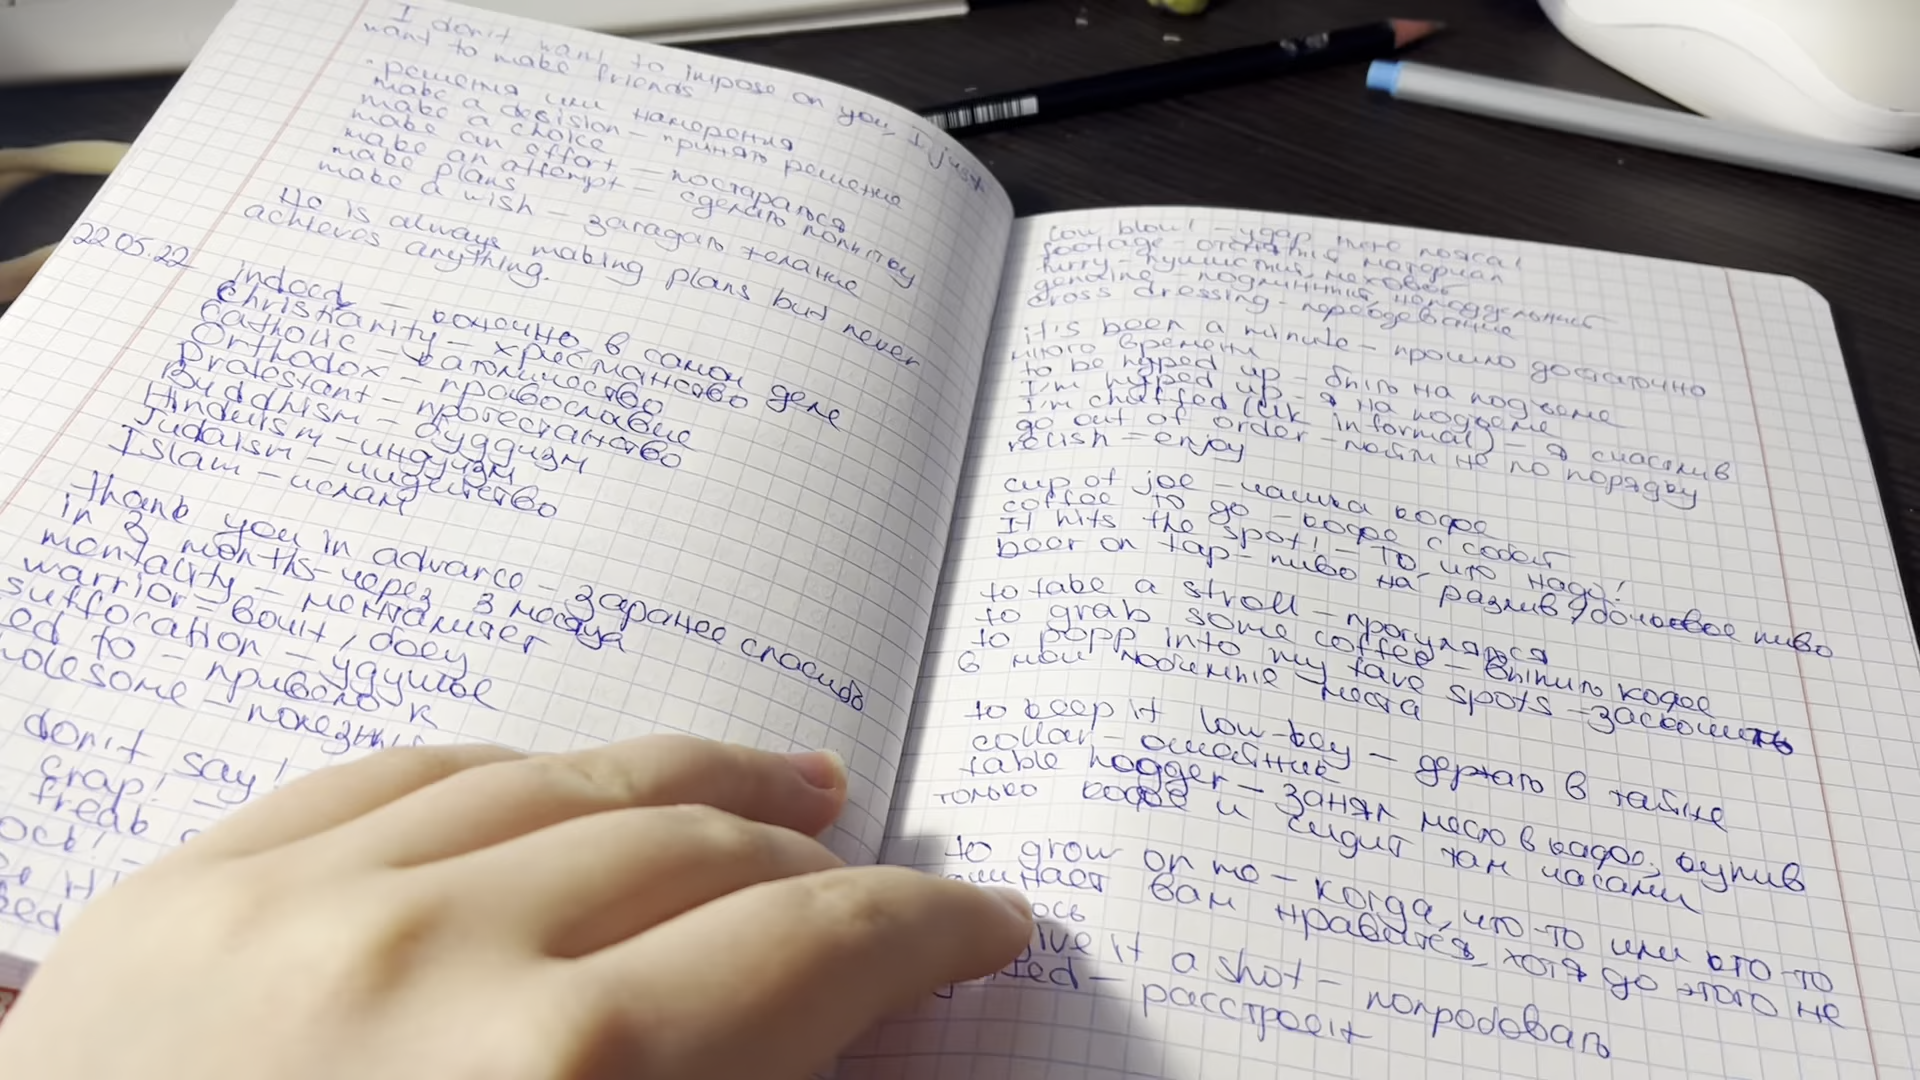 I don't want to impose on you, I just
want to make friends
решения или намерения
make a decision - принять решение
make a choice
make an effort - постараться
make an attempt - сделать попытку
make plans
make a wish - загадать желание
He is always making plans but never
achieves anything.
22.05.22
indeed - конечно в самом деле
Christianity - христианство
Catholic - католичество
Orthodox - православие
Protestant - протестанство
Buddhism - буддизм
Hinduism - индуизм
Judaism - иудейство
Islam - ислам
thank you in advance - заранее спасибо
in 3 months - через 3 месяца
mentality - менталитет
warrior - воин, боец
suffocation - удушье
ed to - привело к
olesome - полезный
don't say!
crap! -
freak
low blow! - удар ниже пояса!
footage - отснятый материал
furry - пушистый, меховой
genuine - подлинный, неподдельный
cross dressing - переодевание
it's been a minute - прошло достаточно
много времени
to be hyped up - быть на подъеме
I'm hyped up - я на подъеме
I'm chuffed (UK informal) - я счастлив
go out of order - пойти не по порядку
relish = enjoy
cup of joe - чашка кофе
coffee to go - кофе с собой
It hits the spot! - то, что надо!
beer on tap - пиво на разлив, бочковое пиво
to take a stroll - прогуляться
to grab some coffee - выпить кофе
to popp into my fave spots - заскочить
в мои любимые места
to keep it low-key - держать в тайне
collar - ошейник
table hogger - занял место в кафе, купив
только кофе и сидит там часами
to grow on me - когда, что-то или кто-то
инает вам нравится, хотя до этого не
ось
give it a shot - попробовать
расстроен